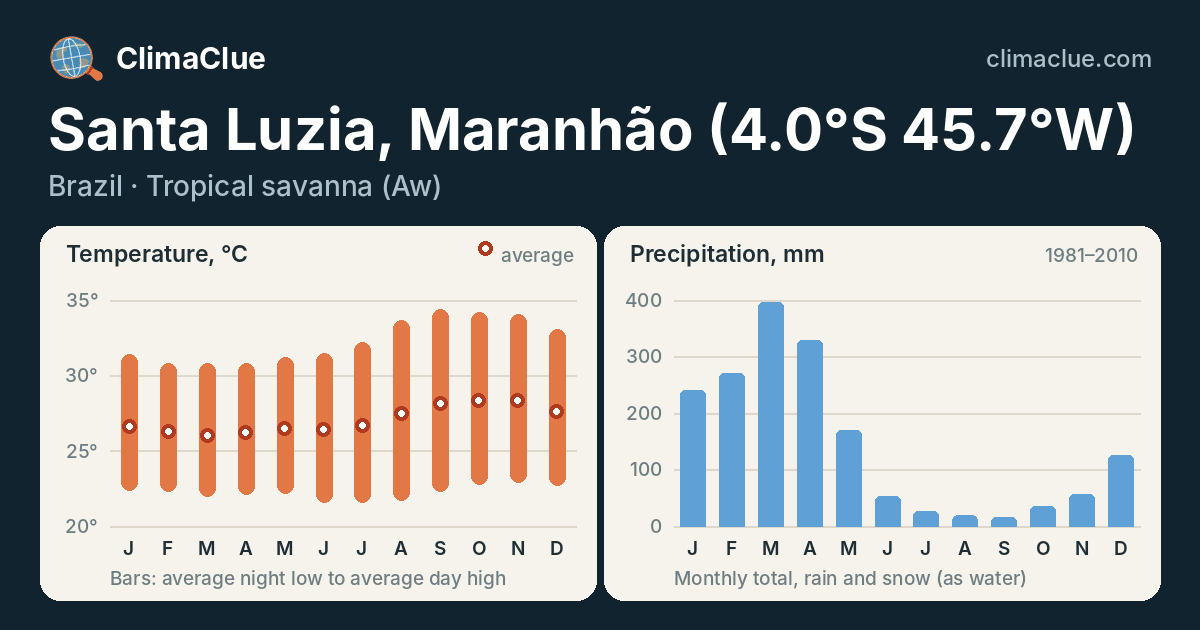 ClimaClue
climaclue.com
Santa Luzia, Maranhão (4.0°S 45.7°W)
Brazil · Tropical savanna (Aw)
Temperature, °C
average
35°
30°
25°
20°
J F M A M J J A S O N D
Bars: average night low to average day high
Precipitation, mm
1981–2010
400
300
200
100
0
J F M A M J J A S O N D
Monthly total, rain and snow (as water)